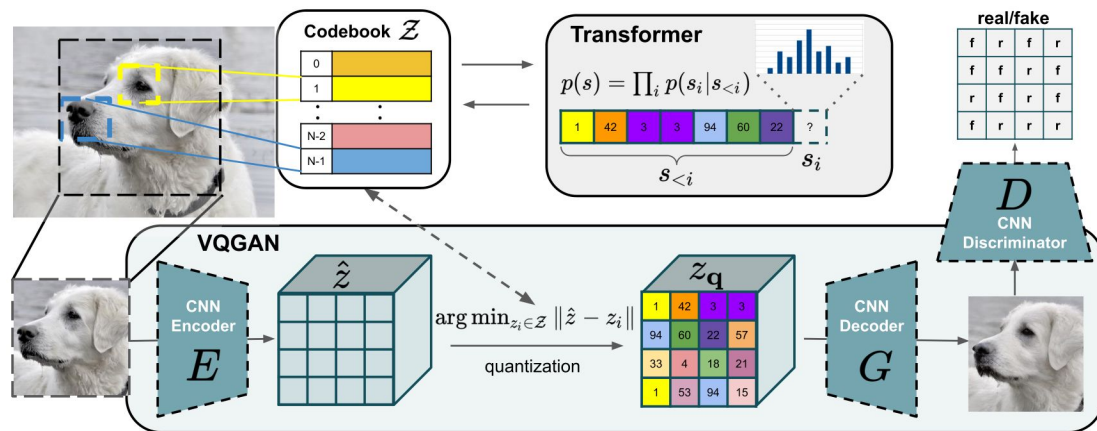 Codebook 𝒵
0
1
⋮ ⋮
N-2
N-1
Transformer
p(s) = ∏ᵢ p(sᵢ|s<ᵢ)
1 42 3 3 94 60 22 ?
s<ᵢ
sᵢ
real/fake
f r f r
f f r f
r f r f
f f r r
D
CNN
Discriminator
VQGAN
CNN
Encoder
E
ẑ
arg min_{zᵢ∈𝒵} ‖ẑ − zᵢ‖
quantization
z_q
1 42 3 3
94 60 22 57
33 4 18 21
1 53 94 15
CNN
Decoder
G